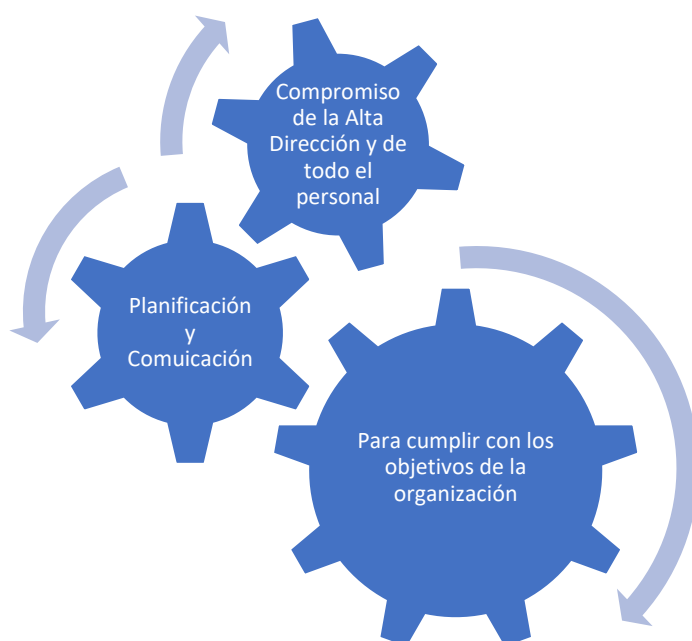 Compromiso
de la Alta
Dirección y de
todo el
personal
Planificación
y
Comuicación
Para cumplir con los
objetivos de la
organización